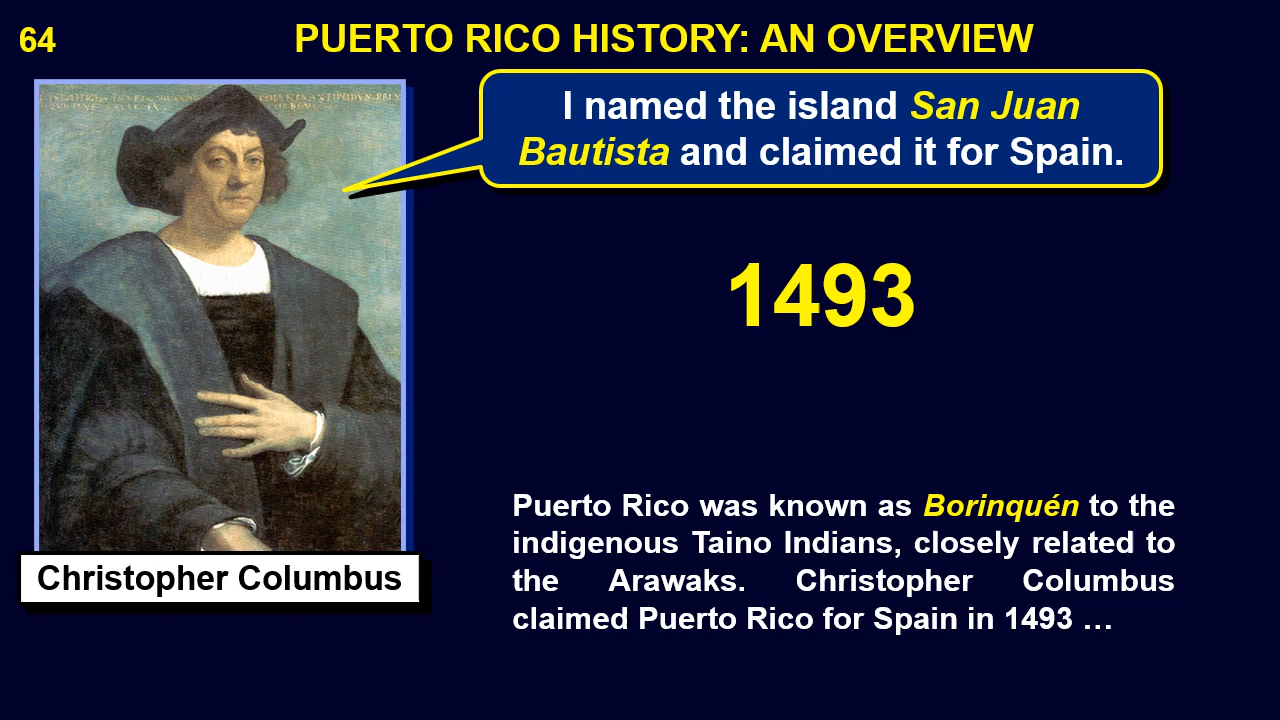 64
PUERTO RICO HISTORY: AN OVERVIEW
I named the island San Juan
Bautista and claimed it for Spain.
1493
Puerto Rico was known as Borinquén to the
indigenous Taino Indians, closely related to
the Arawaks. Christopher Columbus
claimed Puerto Rico for Spain in 1493 …
Christopher Columbus